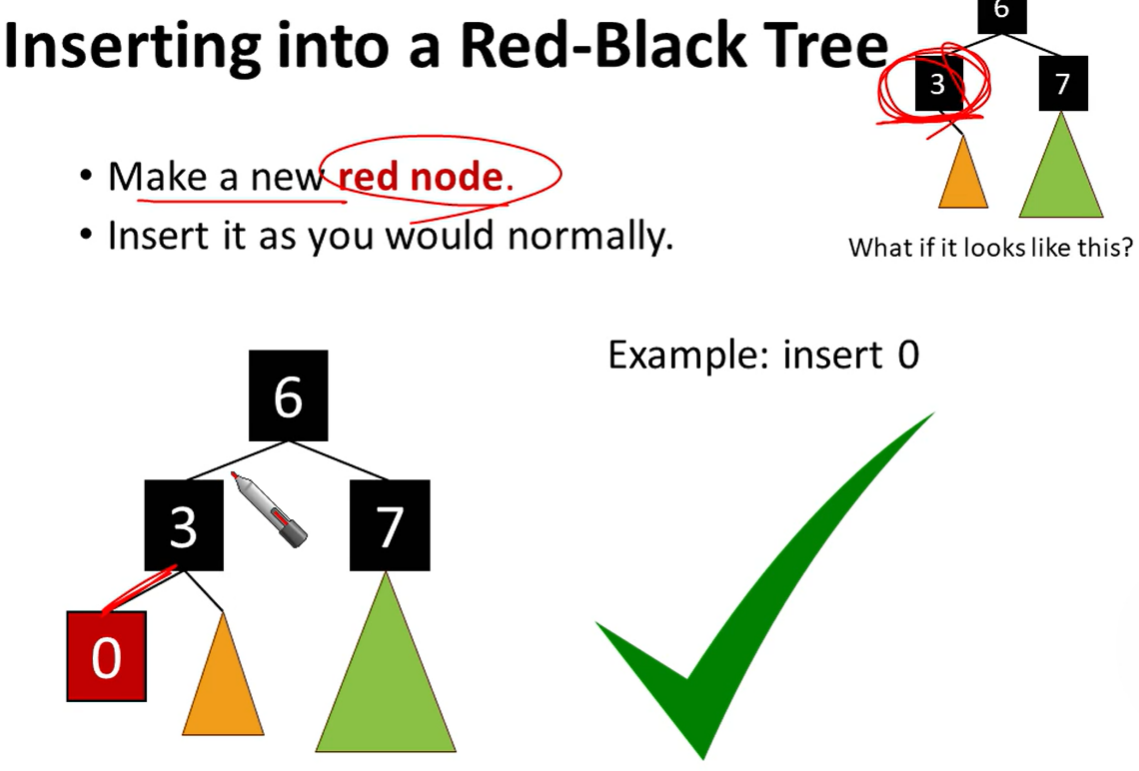 Inserting into a Red-Black Tree
6
3
7
• Make a new red node.
• Insert it as you would normally.
What if it looks like this?
Example: insert 0
6
3
7
0